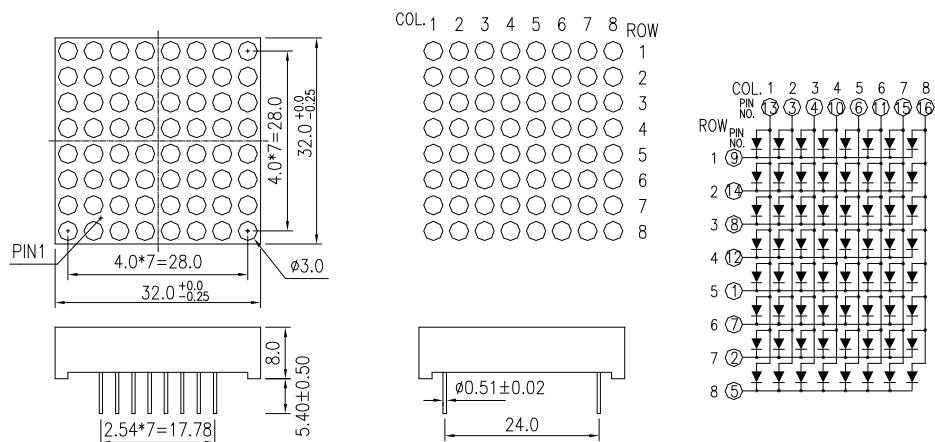 COL. 1 2 3 4 5 6 7 8
ROW
1
2
3
4
5
6
7
8
4.0*7=28.0
32.0 +0.0 -0.25
PIN1
4.0*7=28.0
ø3.0
32.0 +0.0 -0.25
8.0
5.40±0.50
2.54*7=17.78
ø0.51±0.02
24.0
COL. 1 2 3 4 5 6 7 8
PIN NO. 13 3 4 10 6 11 15 16
ROW PIN NO.
1 9
2 14
3 8
4 12
5 1
6 7
7 2
8 5